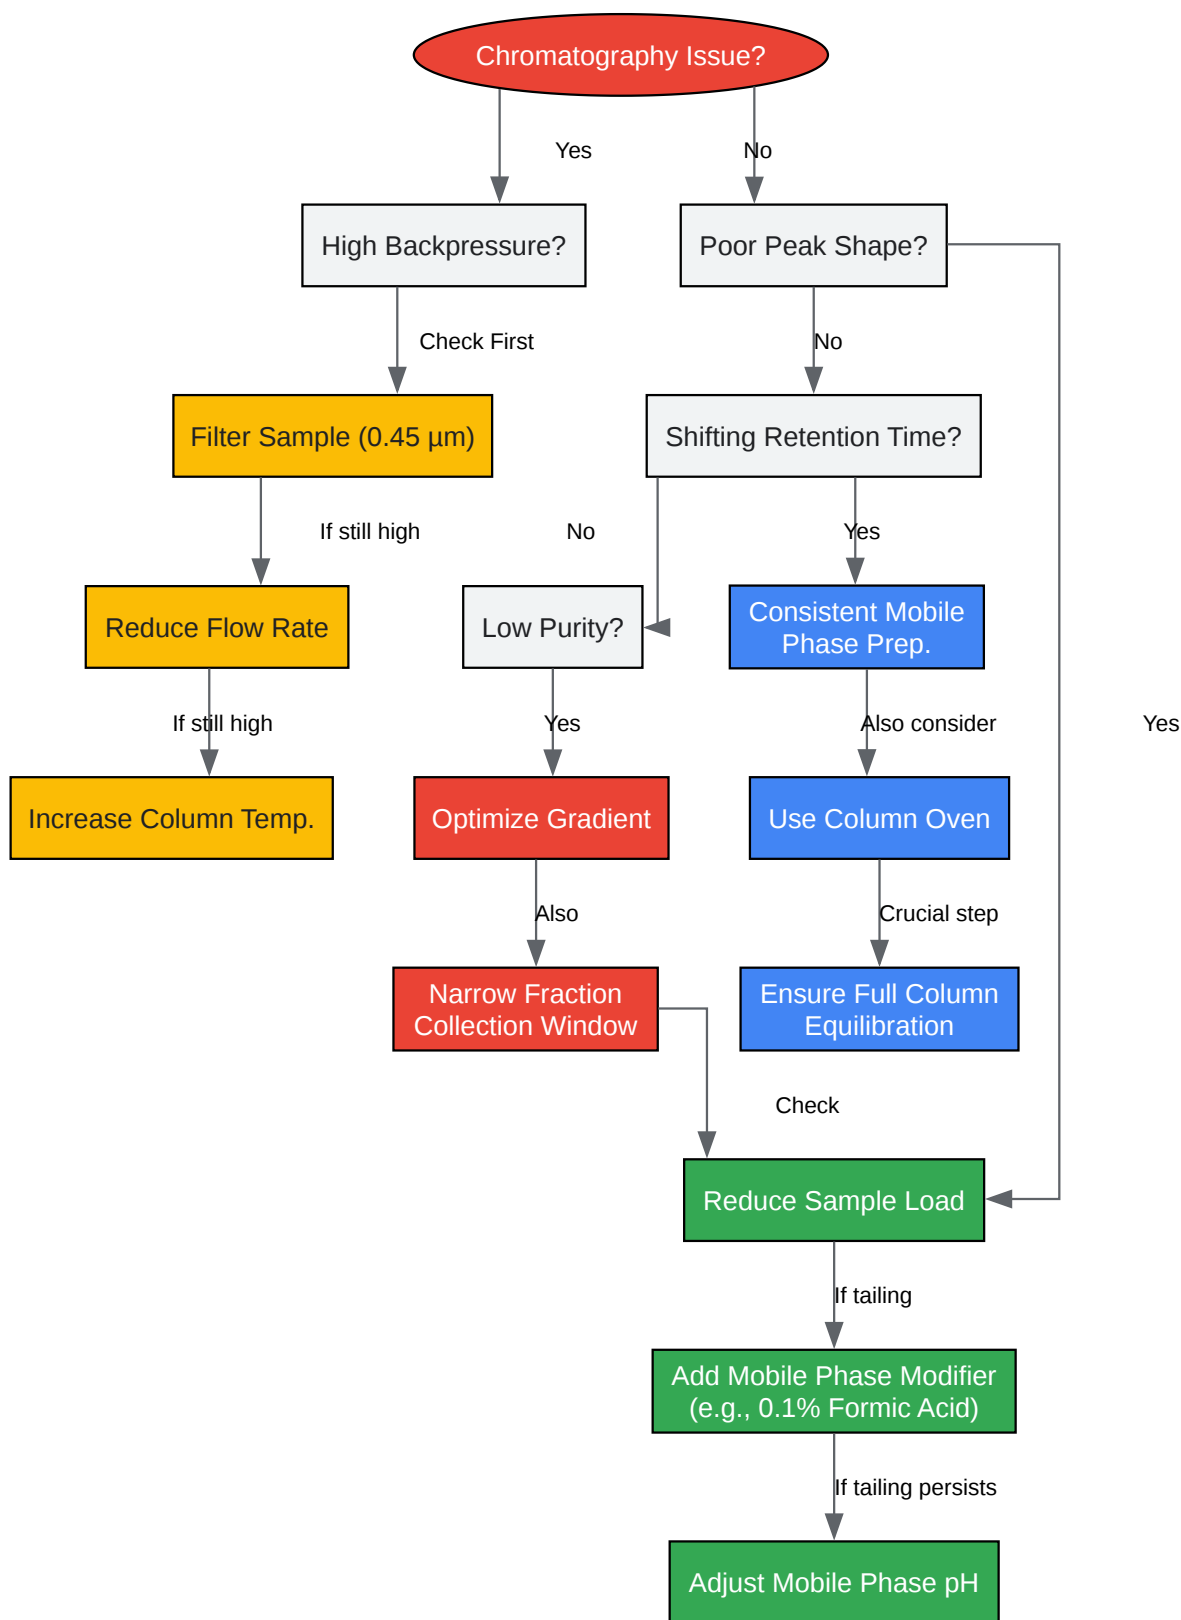 Chromatography Issue?
Yes
No
High Backpressure?
Poor Peak Shape?
Check First
No
Filter Sample (0.45 µm)
Shifting Retention Time?
If still high
No
Yes
Reduce Flow Rate
Low Purity?
Consistent Mobile
Phase Prep.
If still high
Yes
Also consider
Yes
Increase Column Temp.
Optimize Gradient
Use Column Oven
Also
Crucial step
Narrow Fraction
Collection Window
Ensure Full Column
Equilibration
Check
Reduce Sample Load
If tailing
Add Mobile Phase Modifier
(e.g., 0.1% Formic Acid)
If tailing persists
Adjust Mobile Phase pH